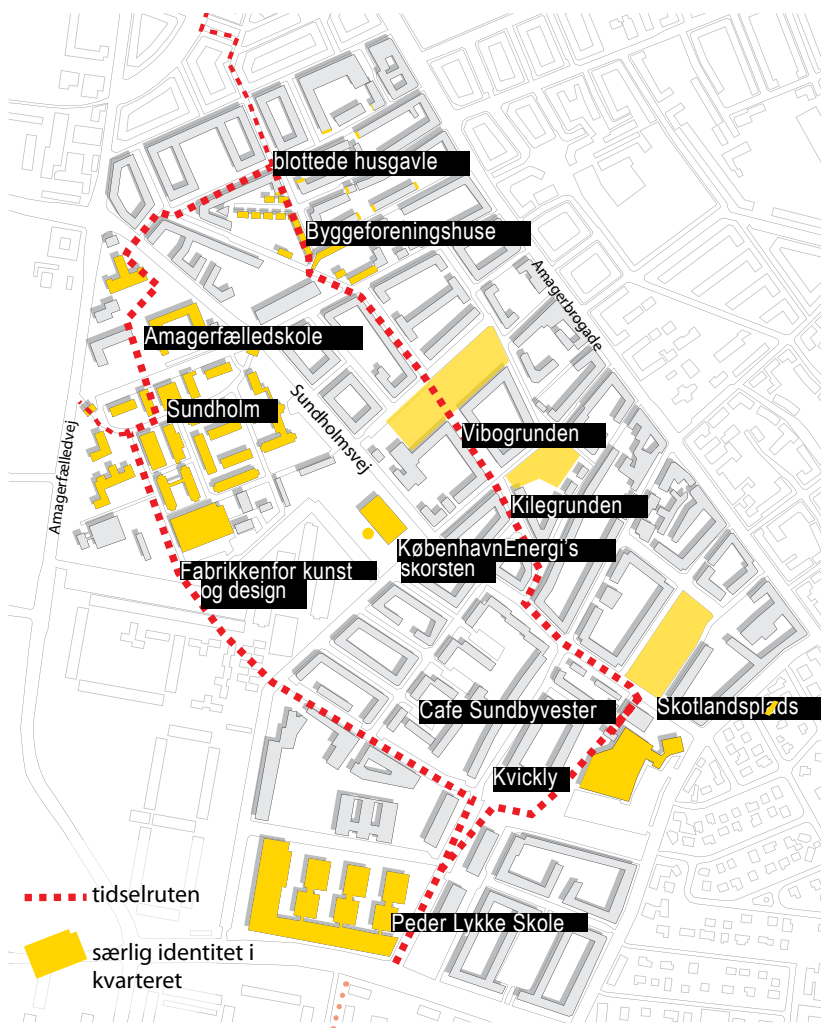 blottede husgavle
Byggeforeningshuse
Amagerbrogade
Amagerfælledskole
Sundholm
Sundholmsvej
Vibogrunden
Amagerfælledvej
Kilegrunden
KøbenhavnEnergi's
skorsten
Fabrikkenfor kunst
og design
Cafe Sundbyvester
Skotlandsplads
Kvickly
tidselruten
Peder Lykke Skole
særlig identitet i
kvarteret